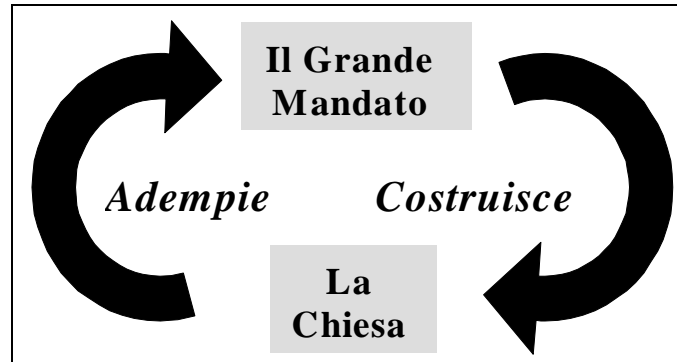 Il Grande
Mandato
Adempie
Costruisce
La
Chiesa